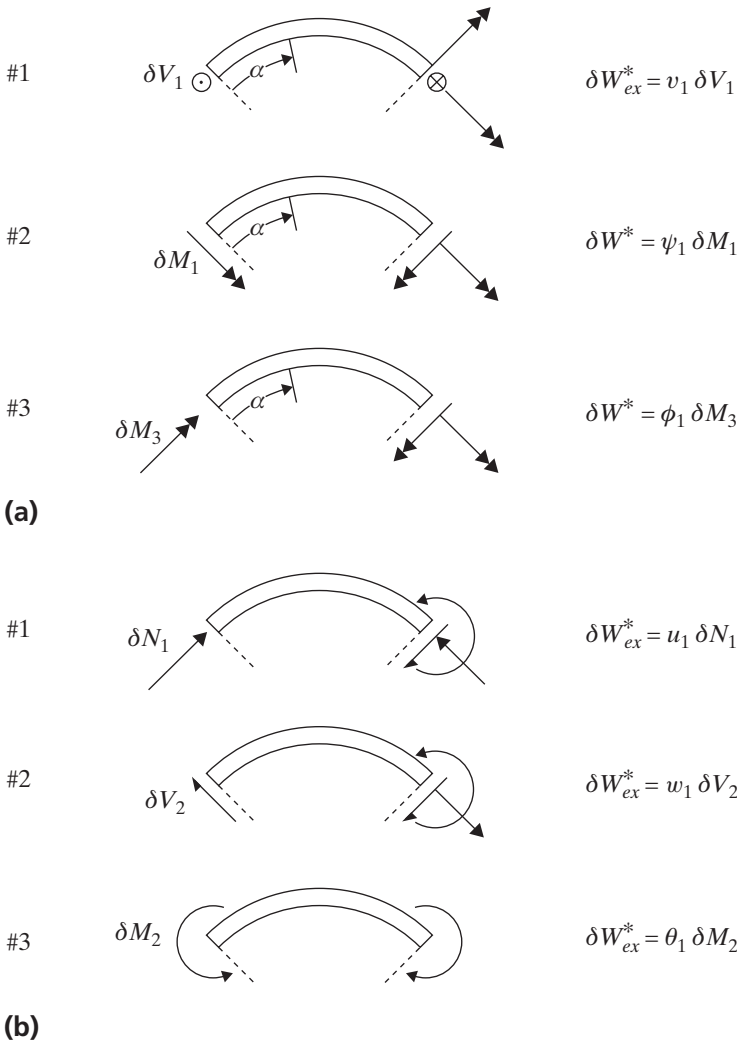 #1 δV₁ α δW*ₑₓ = v₁ δV₁
#2 δM₁ α δW* = ψ₁ δM₁
#3 δM₃ α δW* = ϕ₁ δM₃
(a)
#1 δN₁ δW*ₑₓ = u₁ δN₁
#2 δV₂ δW*ₑₓ = w₁ δV₂
#3 δM₂ δW*ₑₓ = θ₁ δM₂
(b)